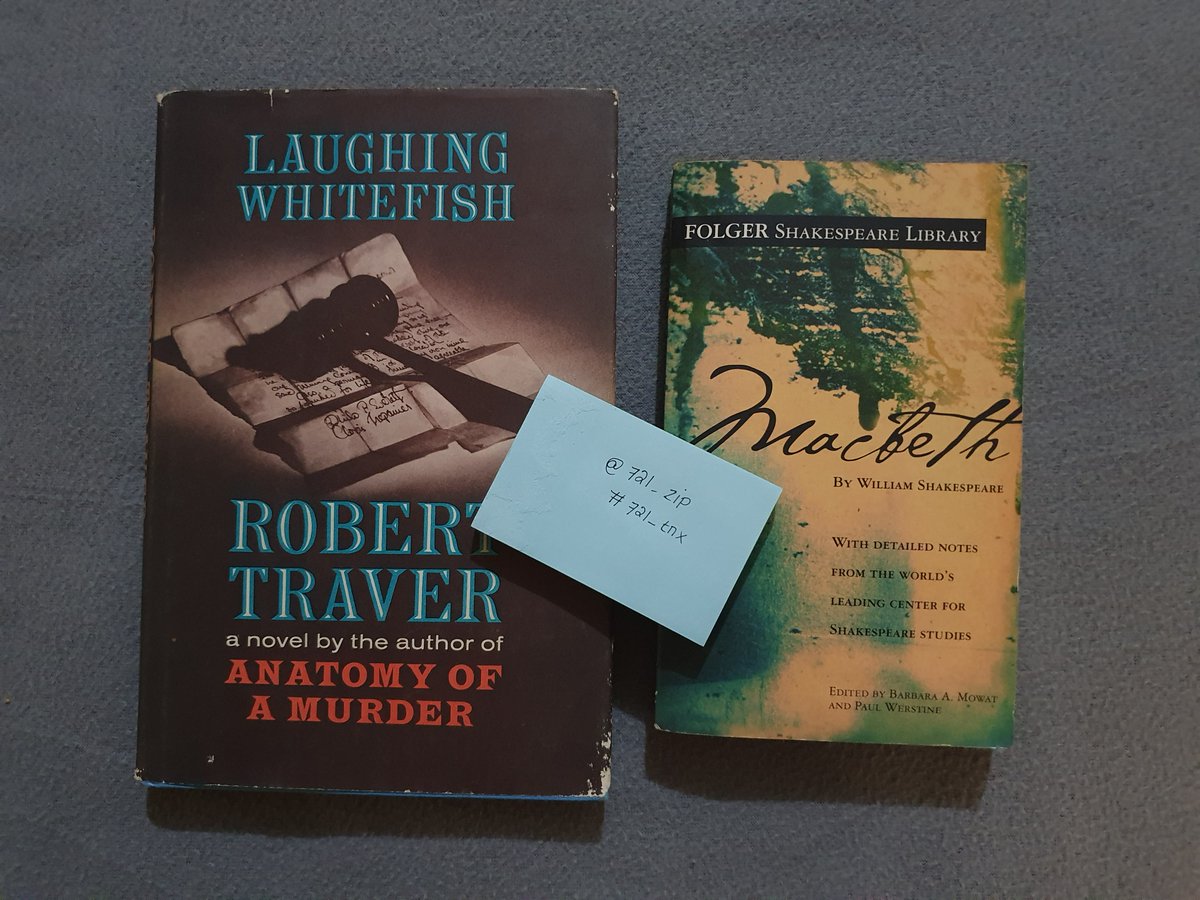 LAUGHING
WHITEFISH
ROBERT
TRAVER
a novel by the author of
ANATOMY OF
A MURDER
@ 721_zip
# 721_tnx
FOLGER SHAKESPEARE LIBRARY
Macbeth
BY WILLIAM SHAKESPEARE
WITH DETAILED NOTES
FROM THE WORLD'S
LEADING CENTER FOR
SHAKESPEARE STUDIES
EDITED BY BARBARA A. MOWAT
AND PAUL WERSTINE